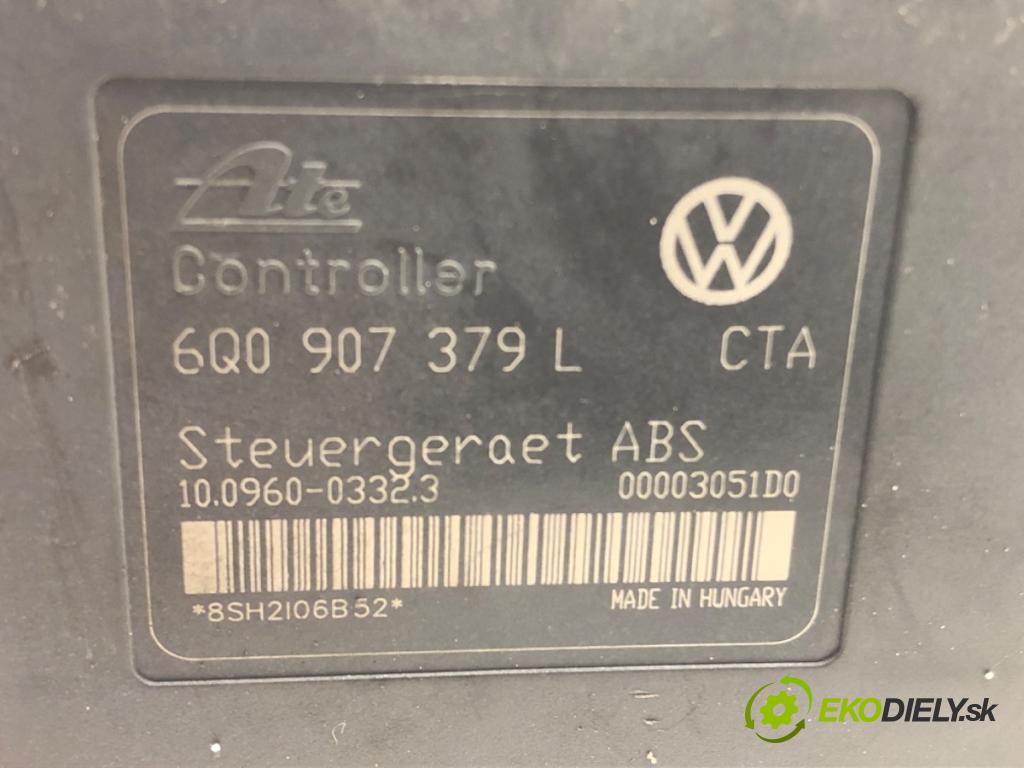 Ate
Controller
6Q0 907 379 L CTA
Steuergeraet ABS
10.0960-0332.3 00003051D0
*8SH2I06B52* MADE IN HUNGARY
EKODIELY.sk